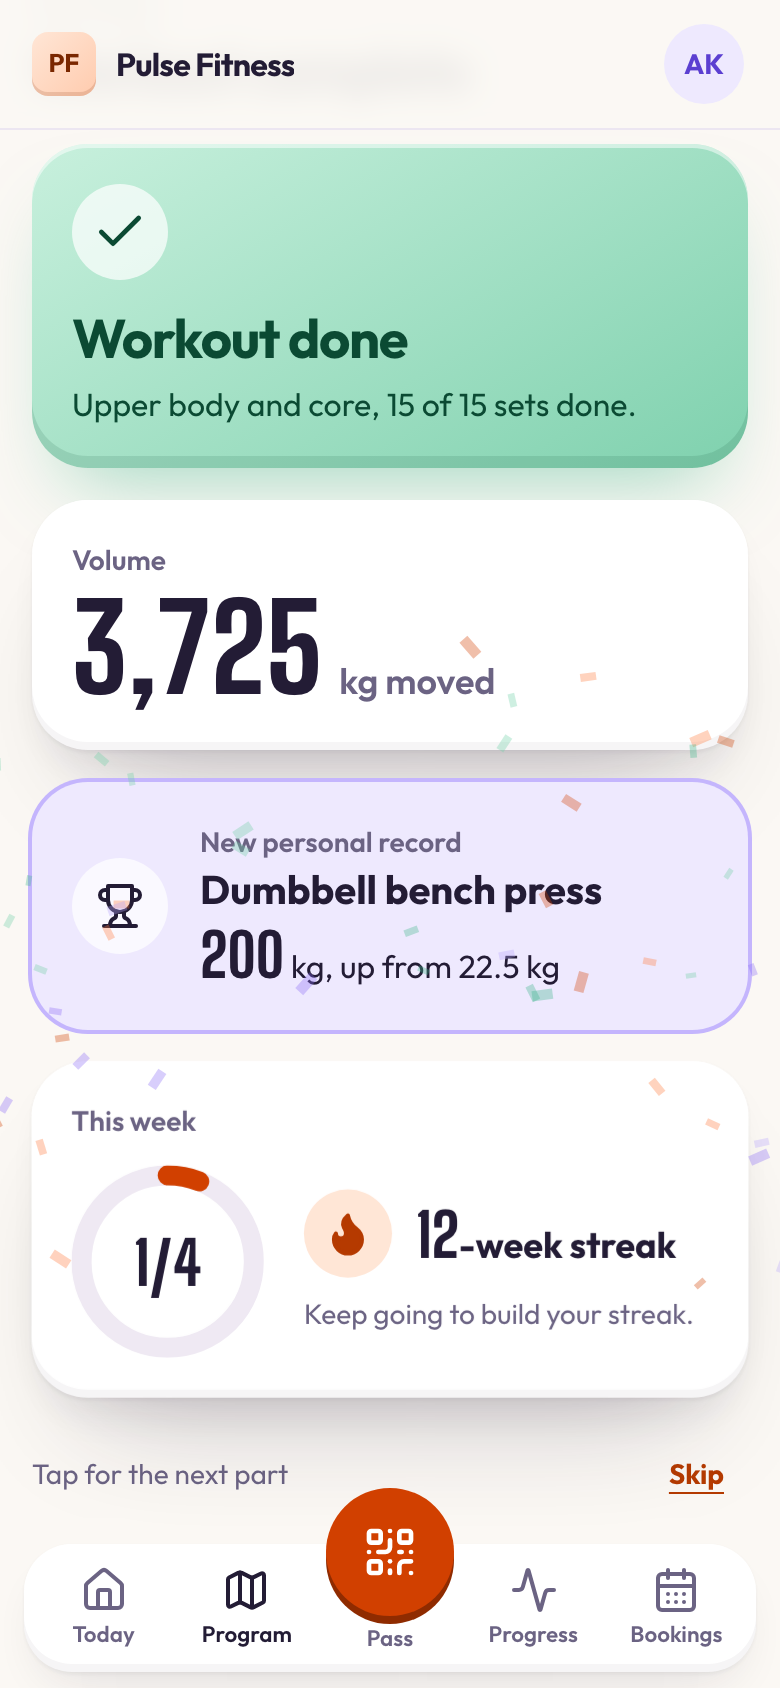 PF
Pulse Fitness
AK
Workout done
Upper body and core, 15 of 15 sets done.
Volume
3,725 kg moved
New personal record
Dumbbell bench press
200 kg, up from 22.5 kg
This week
1/4
12-week streak
Keep going to build your streak.
Tap for the next part
Skip
Today
Program
Pass
Progress
Bookings